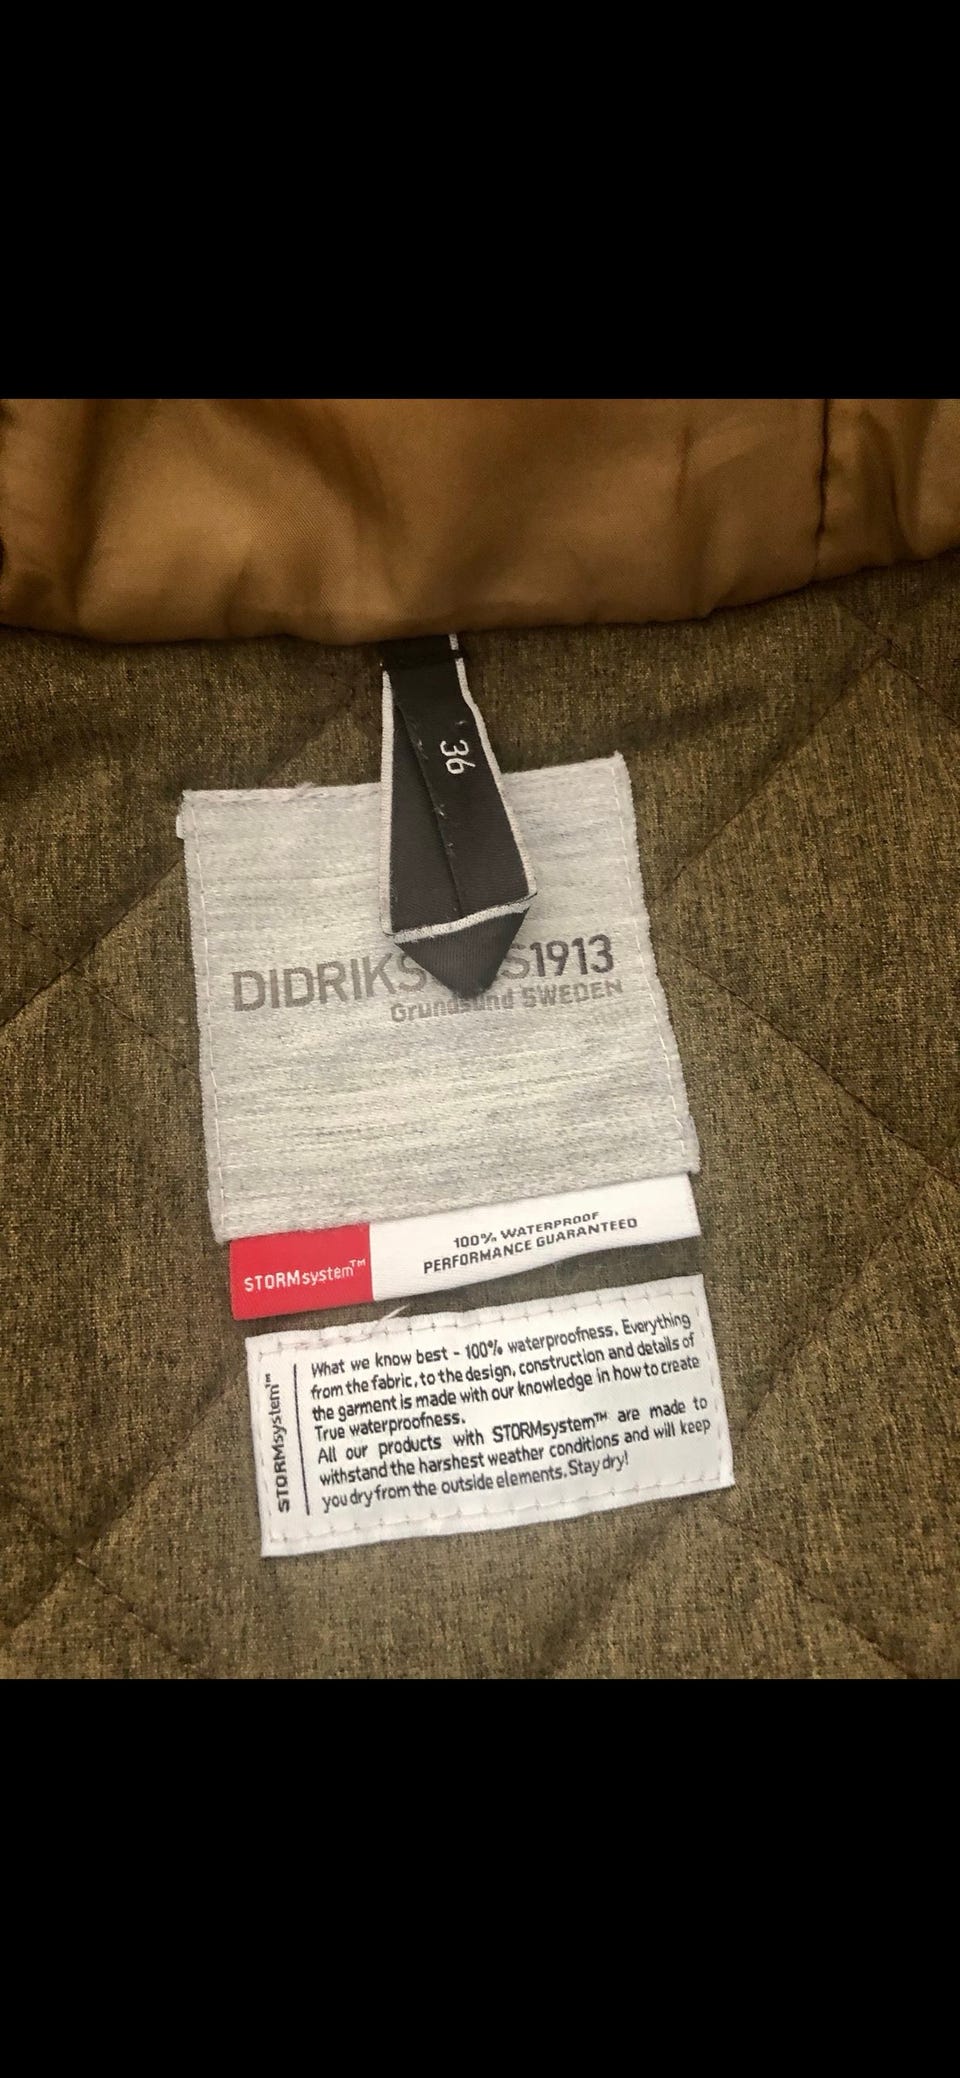 36
DIDRIKS S1913
Grundsund SWEDEN
STORMsystem™
100% WATERPROOF
PERFORMANCE GUARANTEED
STORMsystem™
What we know best - 100% waterproofness. Everything
from the fabric, to the design, construction and details of
the garment is made with our knowledge in how to create
True waterproofness.
All our products with STORMsystem™ are made to
withstand the harshest weather conditions and will keep
you dry from the outside elements. Stay dry!